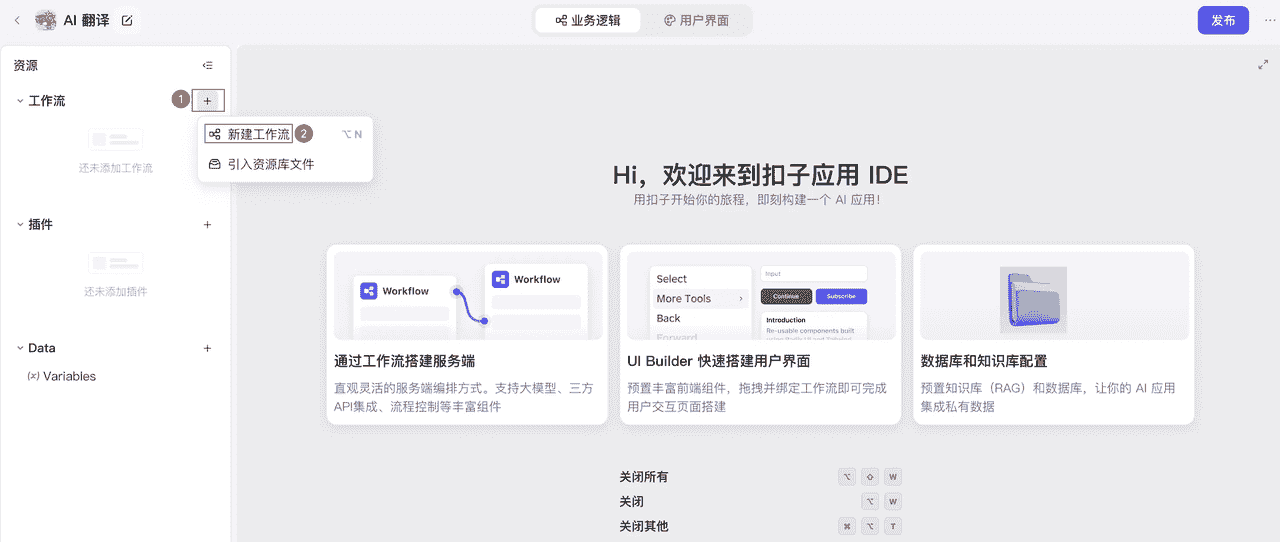 AI 翻译
业务逻辑
用户界面
发布
资源
工作流
1
新建工作流
2
⌥ N
引入资源库文件
还未添加工作流
插件
还未添加插件
Data
(x) Variables
Hi，欢迎来到扣子应用 IDE
用扣子开始你的旅程，即刻构建一个 AI 应用！
Workflow
Workflow
通过工作流搭建服务端
直观灵活的服务端编排方式。支持大模型、三方
API集成、流程控制等丰富组件
Select
More Tools
Back
Forward
Input
Continue
Subscribe
Introduction
Re-usable components built
UI Builder 快速搭建用户界面
预置丰富前端组件，拖拽并绑定工作流即可完成
用户交互页面搭建
数据库和知识库配置
预置知识库（RAG）和数据库，让你的 AI 应用
集成私有数据
关闭所有
⌥ ⇧ W
关闭
⌥ W
关闭其他
⌘ ⌥ T